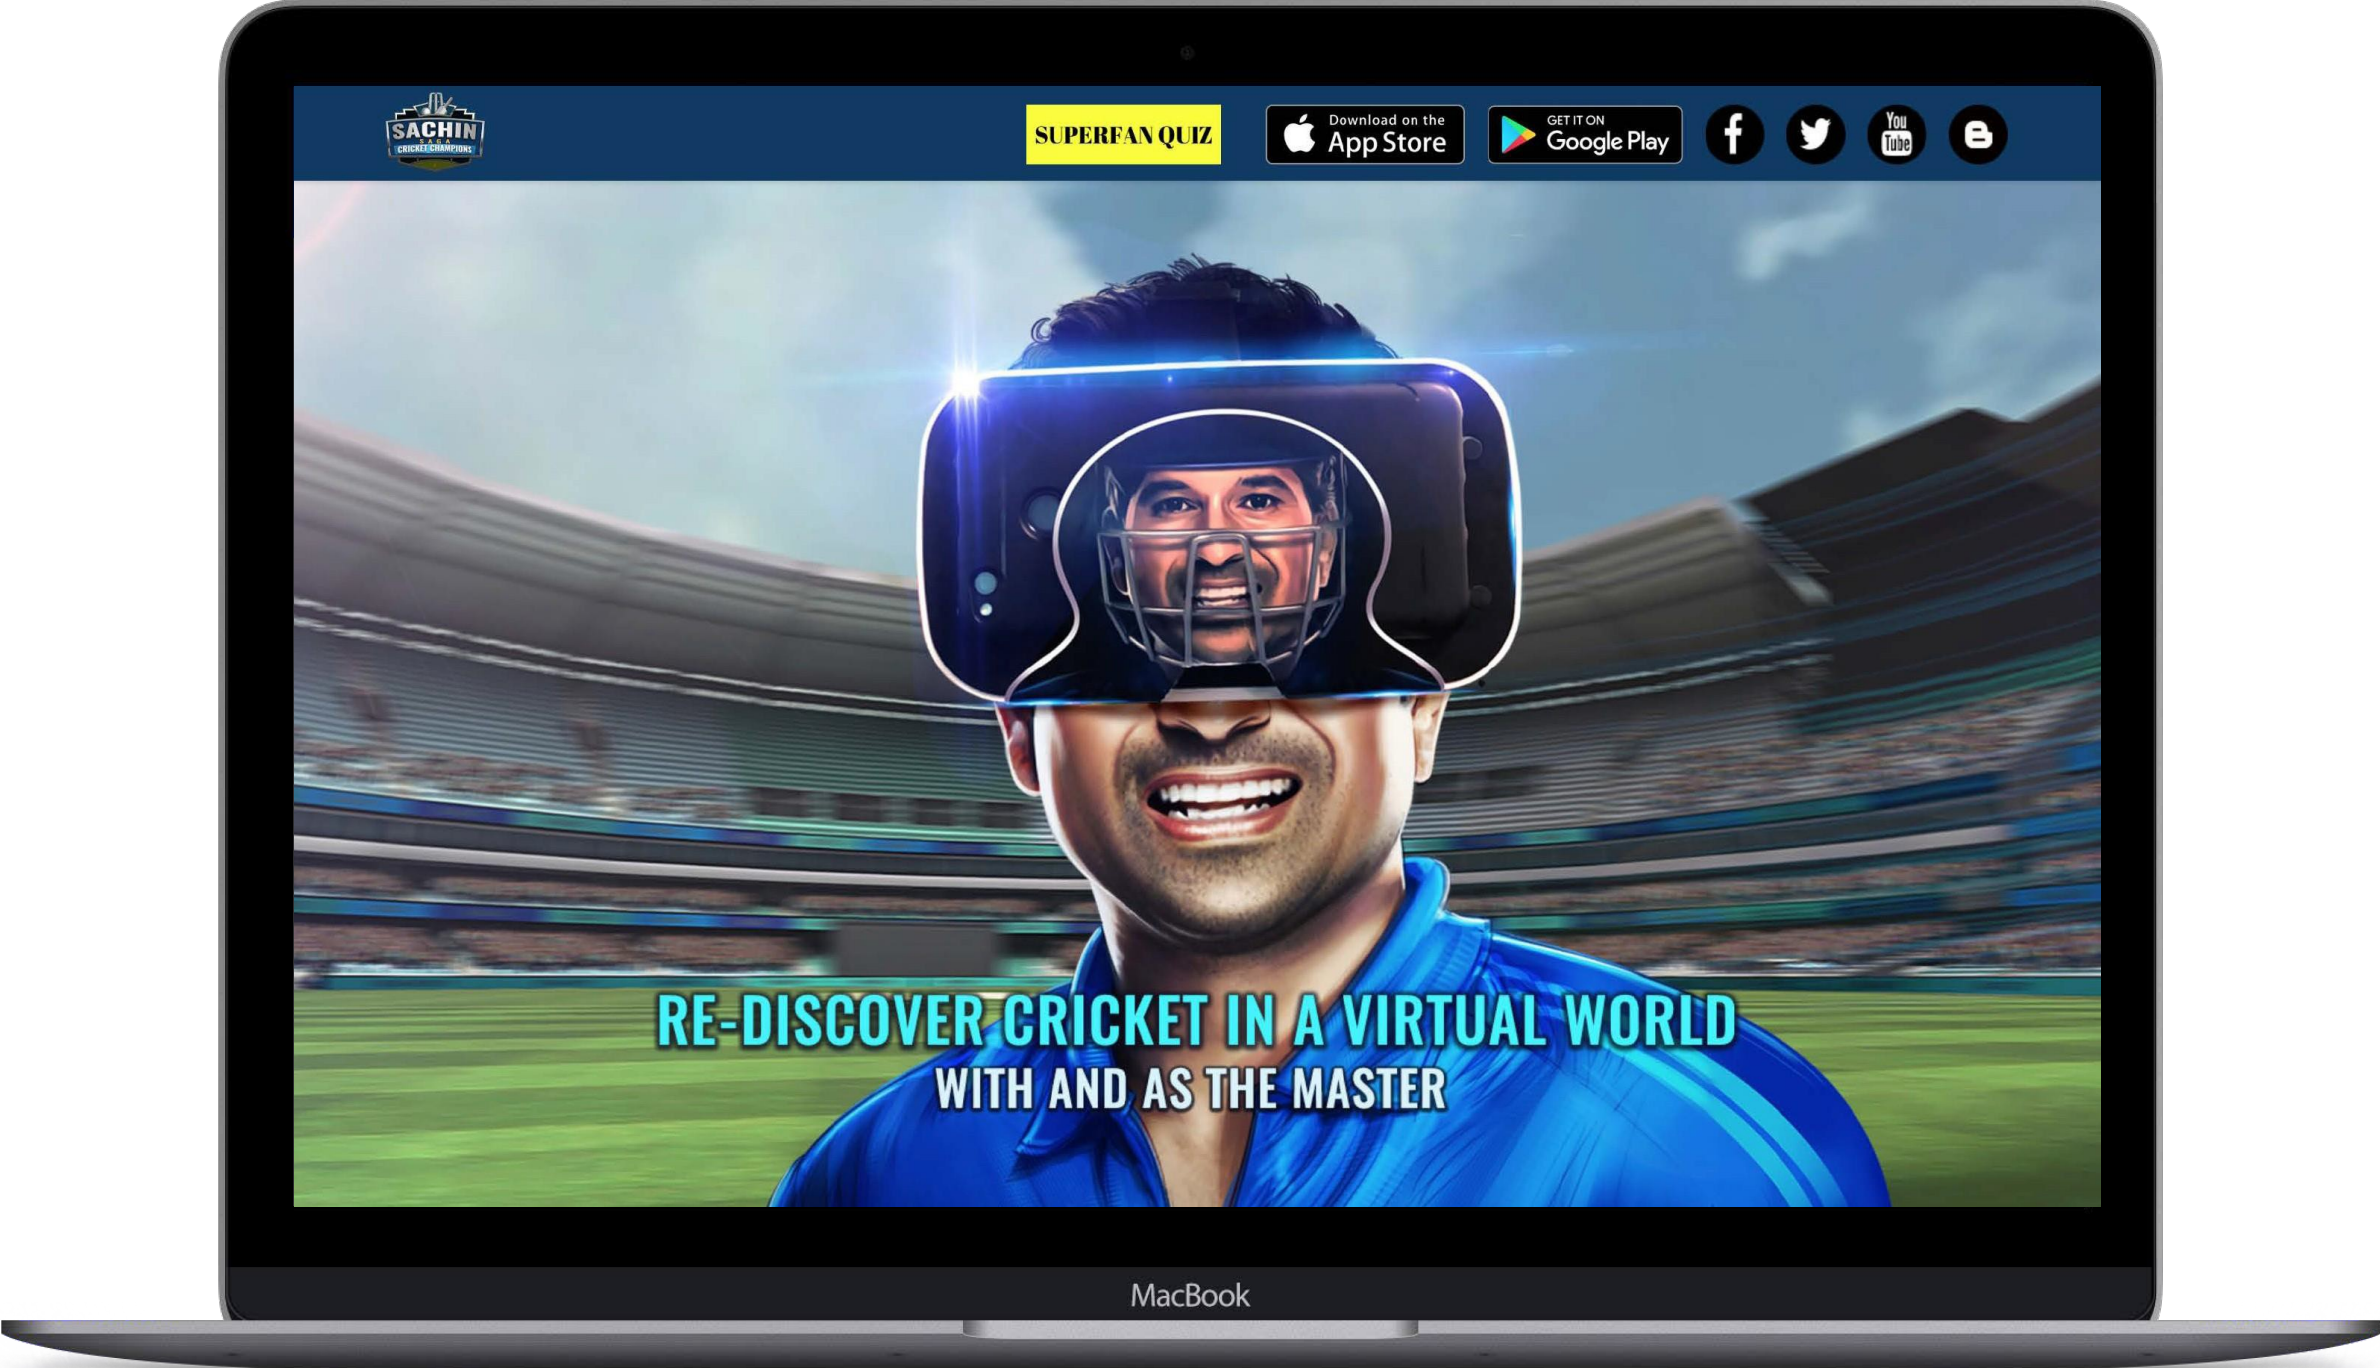 SACHIN
SAGA
CRICKET CHAMPIONS
SUPERFAN QUIZ
Download on the
App Store
GET IT ON
Google Play
f
You
Tube
B
RE-DISCOVER CRICKET IN A VIRTUAL WORLD
WITH AND AS THE MASTER
MacBook